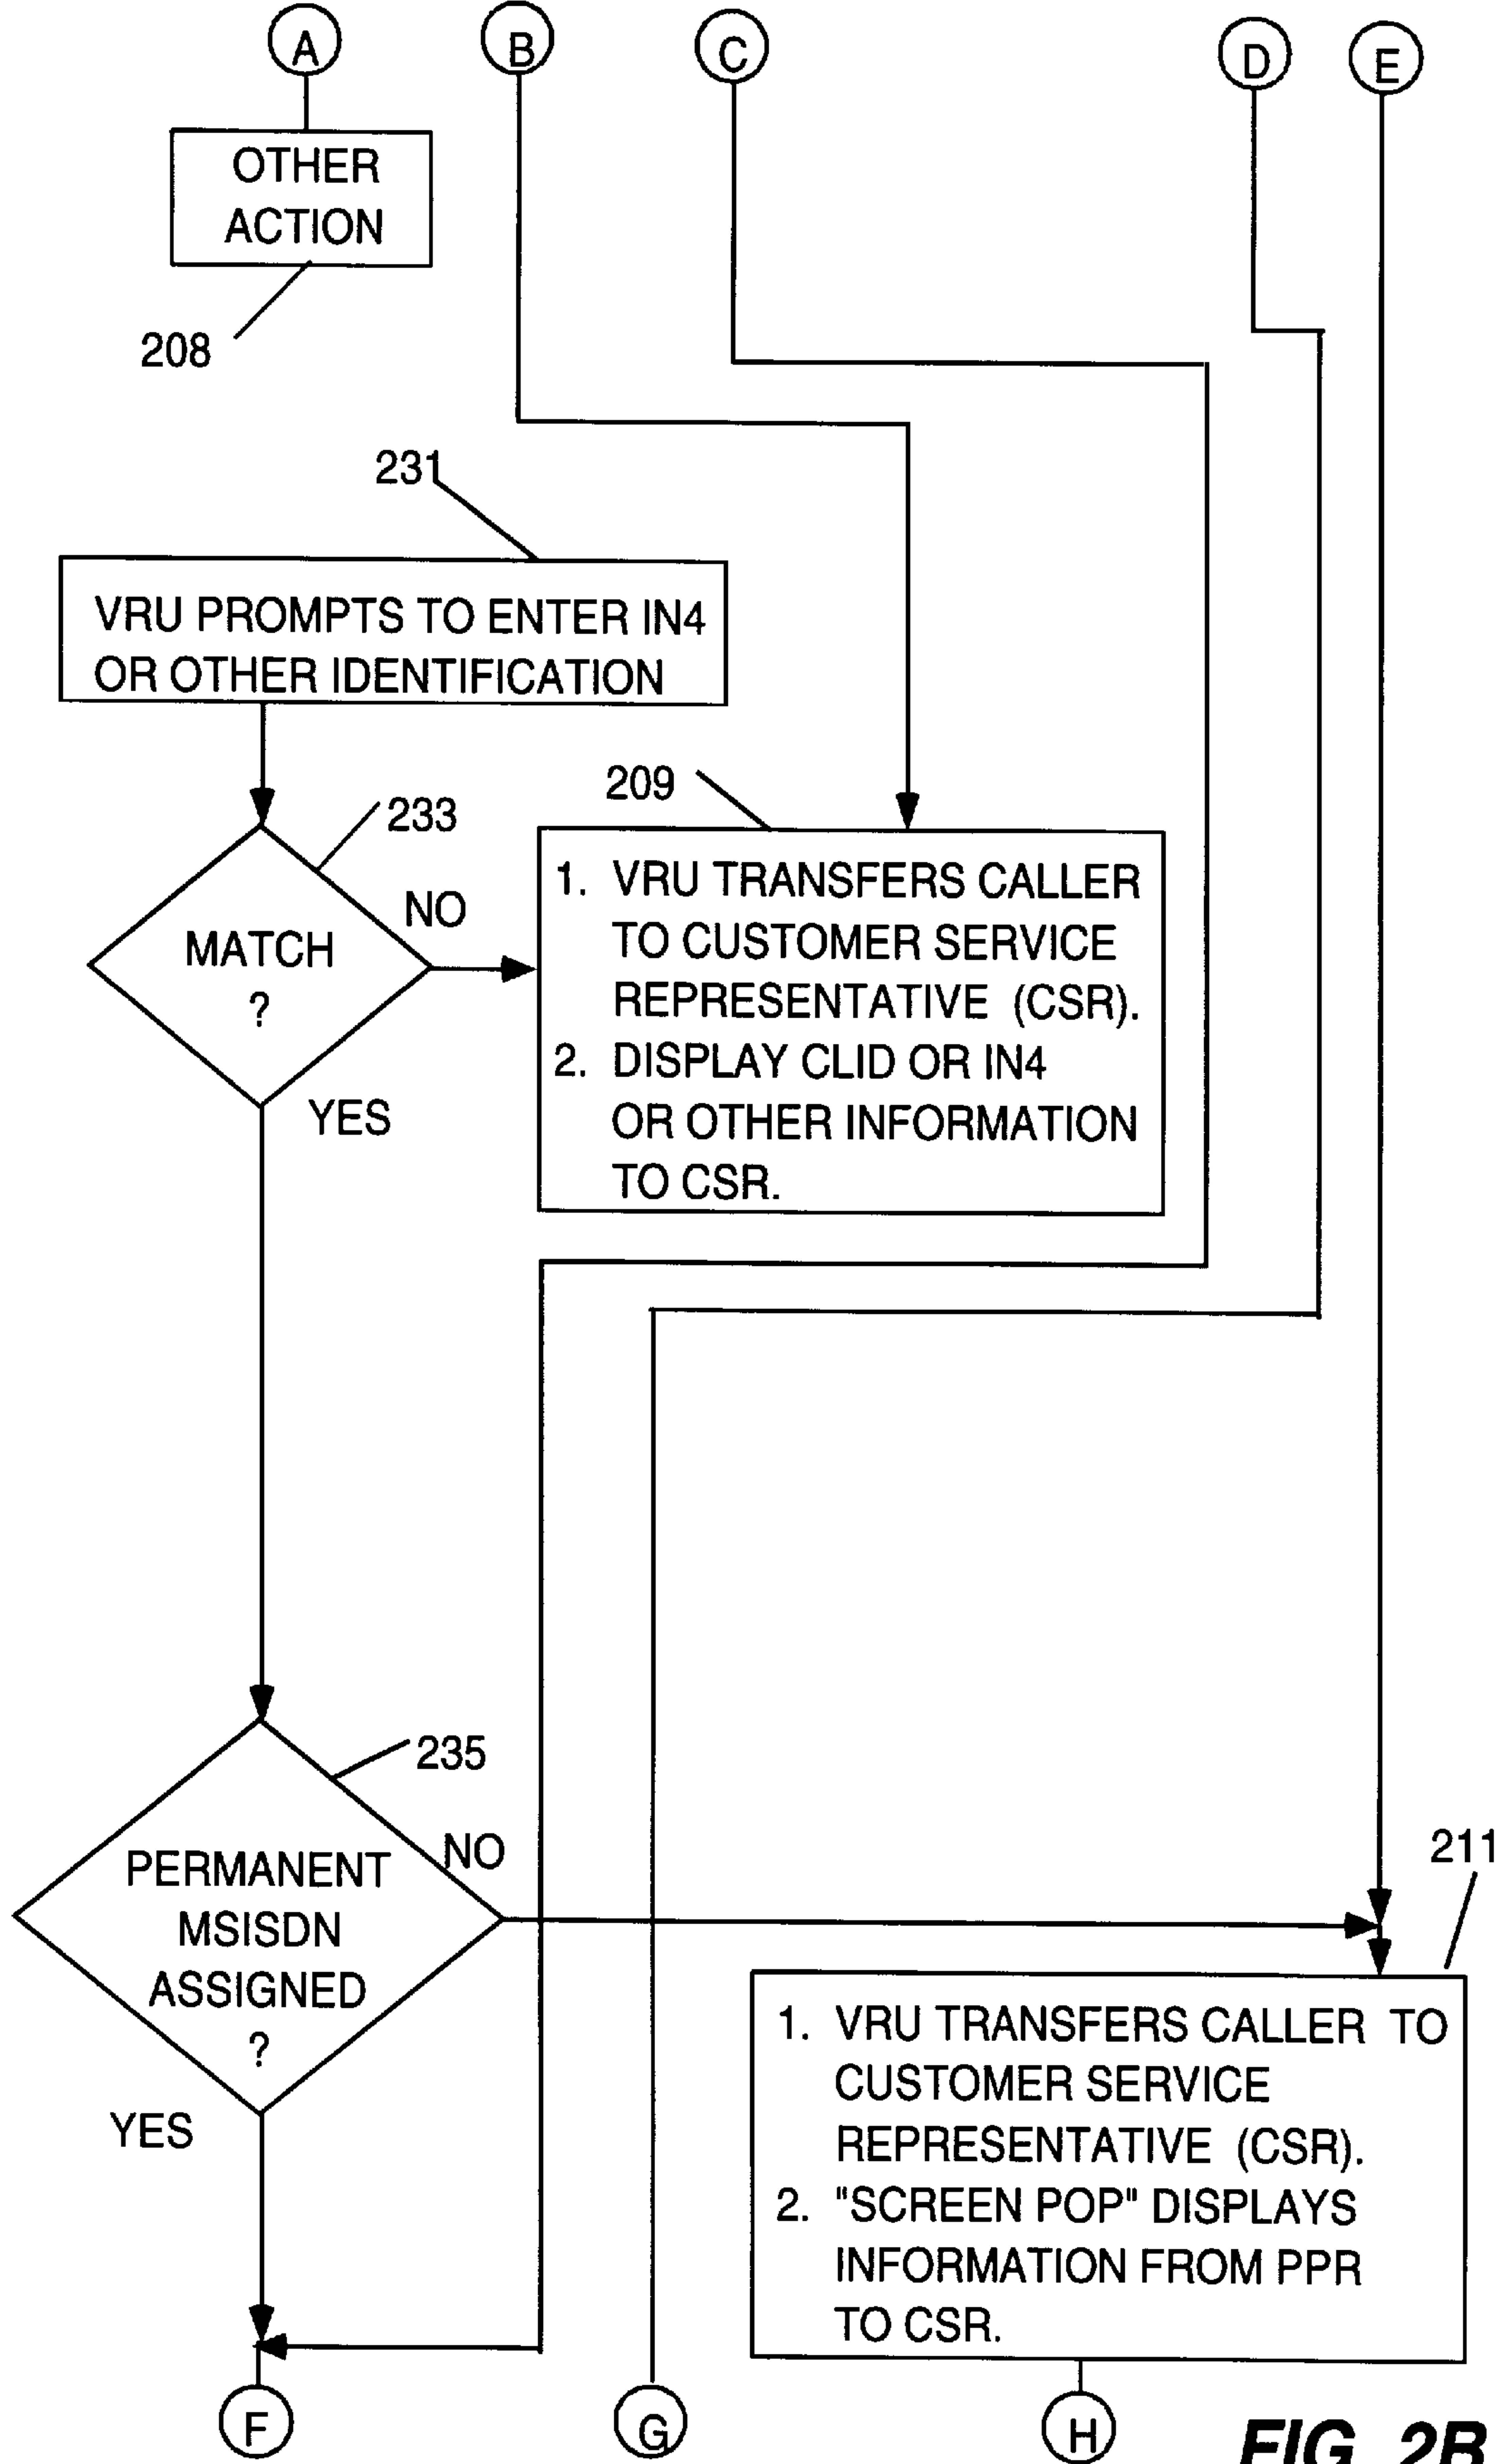 A
B
C
D
E
OTHER
ACTION
208
231
VRU PROMPTS TO ENTER IN4
OR OTHER IDENTIFICATION
209
233
NO
MATCH
?
YES
1. VRU TRANSFERS CALLER
TO CUSTOMER SERVICE
REPRESENTATIVE (CSR).
2. DISPLAY CLID OR IN4
OR OTHER INFORMATION
TO CSR.
235
NO
PERMANENT
MSISDN
ASSIGNED
?
YES
211
1. VRU TRANSFERS CALLER TO
CUSTOMER SERVICE
REPRESENTATIVE (CSR).
2. "SCREEN POP" DISPLAYS
INFORMATION FROM PPR
TO CSR.
F
G
H
FIG. 2B